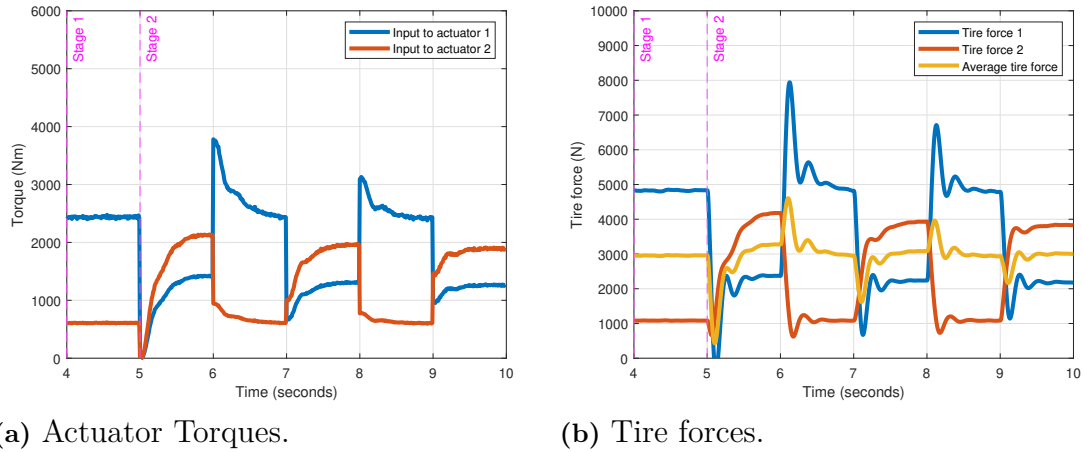 6000
5000
4000
3000
2000
1000
0
Torque (Nm)
Stage 1
Stage 2
Input to actuator 1
Input to actuator 2
4 5 6 7 8 9 10
Time (seconds)
(a) Actuator Torques.
10000
9000
8000
7000
6000
5000
4000
3000
2000
1000
0
Tire force (N)
Stage 1
Stage 2
Tire force 1
Tire force 2
Average tire force
4 5 6 7 8 9 10
Time (seconds)
(b) Tire forces.